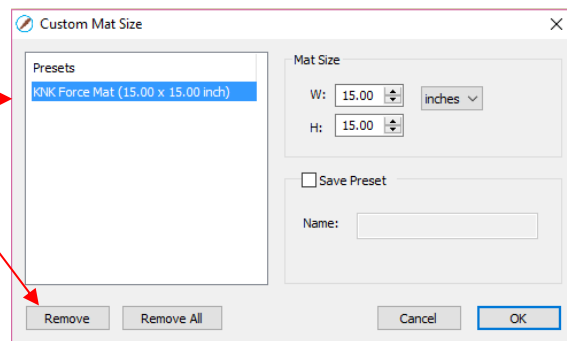 Custom Mat Size
Presets
KNK Force Mat (15.00 x 15.00 inch)
Mat Size
W: 15.00 inches
H: 15.00
Save Preset
Name:
Remove Remove All Cancel OK